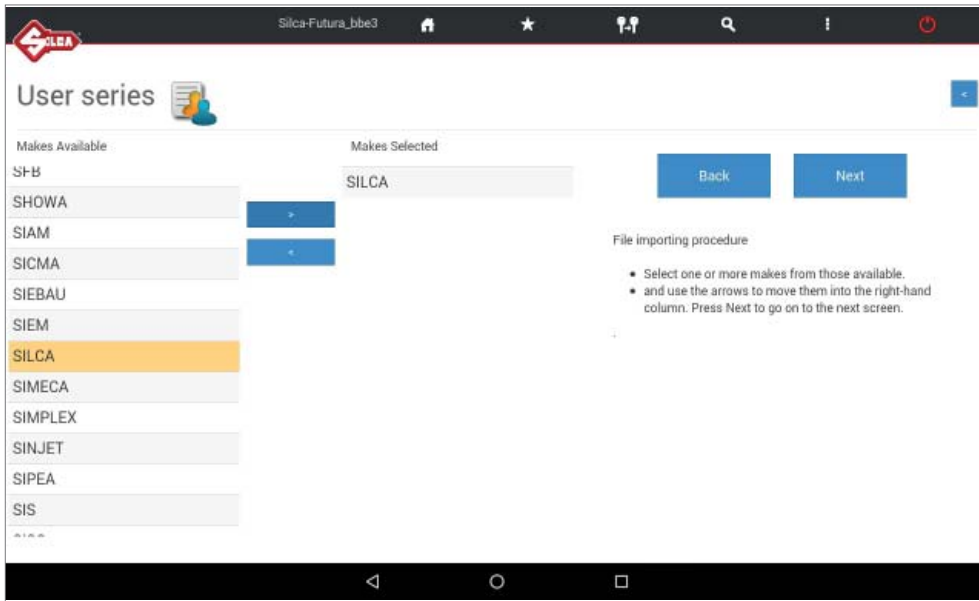 Silca-Futura_bbe3
SILCA
User series
<
Makes Available
Makes Selected
SFB
SHOWA
SIAM
SICMA
SIEBAU
SIEM
SILCA
SIMECA
SIMPLEX
SINJET
SIPEA
SIS
>
<
SILCA
Back
Next
File importing procedure
• Select one or more makes from those available.
• and use the arrows to move them into the right-hand
column. Press Next to go on to the next screen.
.